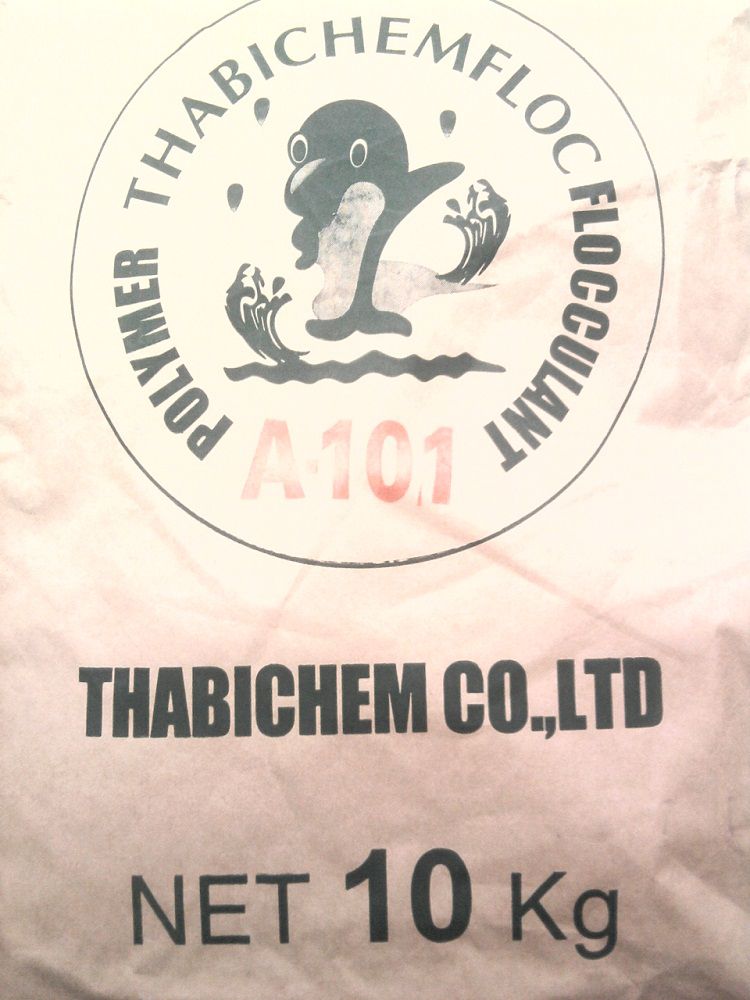 THABICHEMFLOC
POLYMER FLOCCULANT
A-101
THABICHEM CO.,LTD
NET 10 Kg